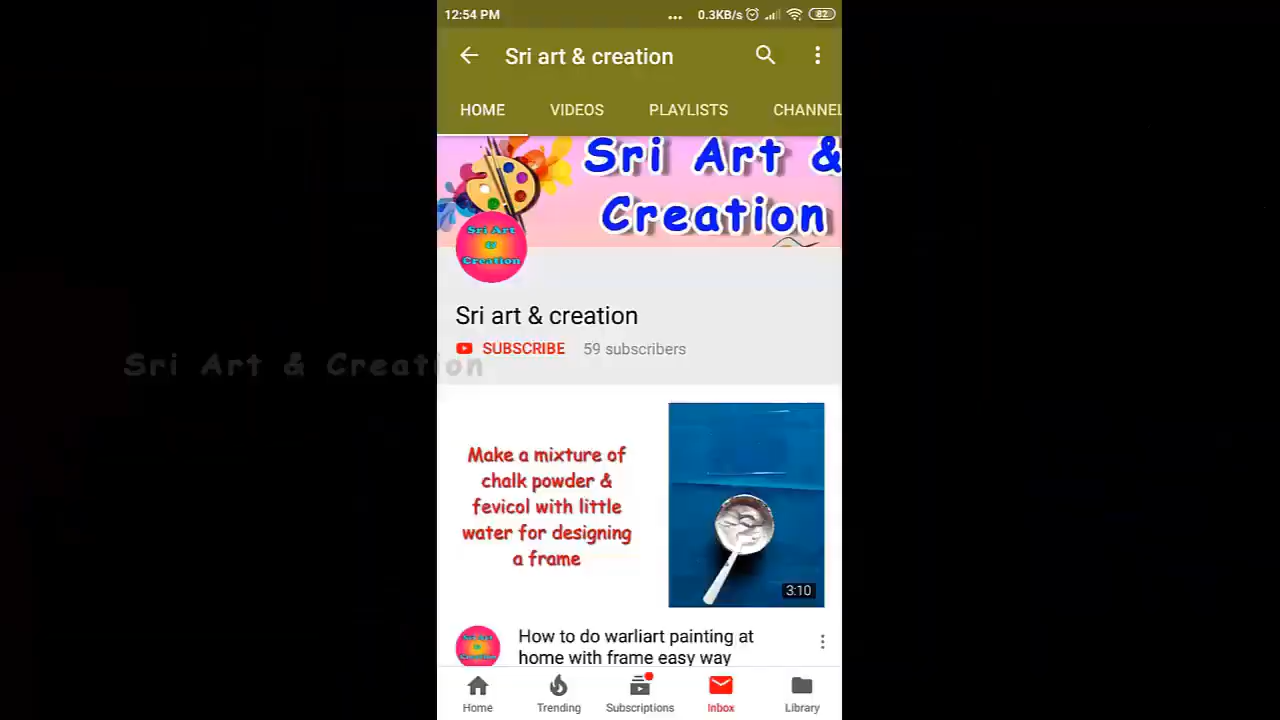 12:54 PM
... 0.3KB/s 82
Sri art & creation
HOME VIDEOS PLAYLISTS CHANNEL
Sri Art &
Creation
Sri Art
&
Creation
Sri art & creation
SUBSCRIBE 59 subscribers
Sri Art & Creation
Make a mixture of
chalk powder &
fevicol with little
water for designing
a frame
3:10
Sri Art
&
Creation
How to do warliart painting at
home with frame easy way
Home Trending Subscriptions Inbox Library